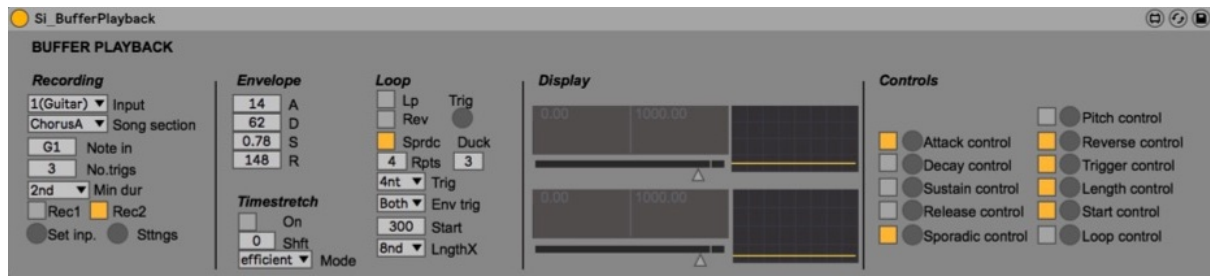 Si_BufferPlayback
BUFFER PLAYBACK
Recording
1(Guitar) Input
ChorusA Song section
G1 Note in
3 No.trigs
2nd Min dur
Rec1 Rec2
Set inp. Sttngs
Envelope
14 A
62 D
0.78 S
148 R
Timestretch
On
0 Shft
efficient Mode
Loop
Lp Trig
Rev
Sprdc Duck
4 Rpts 3
4nt Trig
Both Env trig
300 Start
8nd LngthX
Display
0.00 1000.00
0.00 1000.00
Controls
Attack control
Decay control
Sustain control
Release control
Sporadic control
Pitch control
Reverse control
Trigger control
Length control
Start control
Loop control